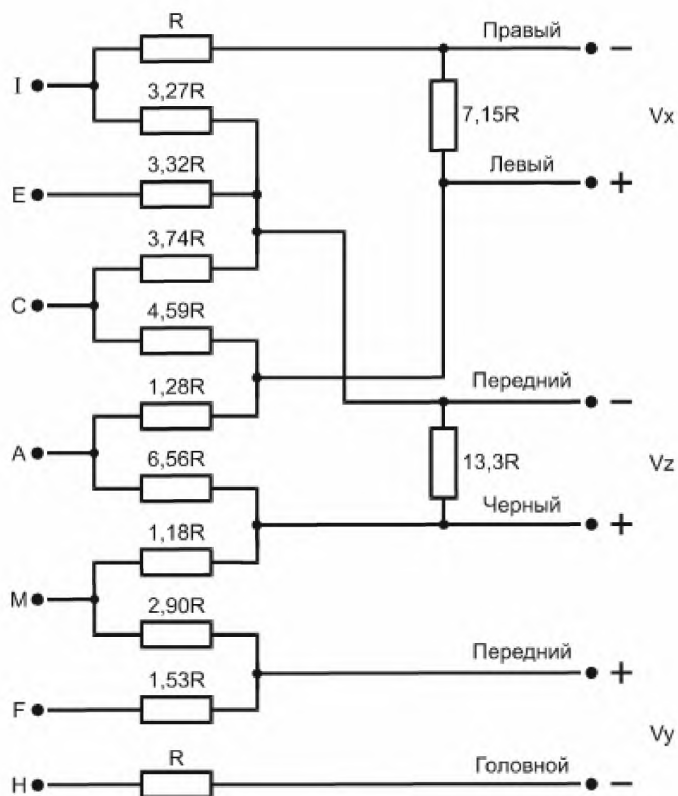 R
Правый −
I
3,27R
7,15R
Vx
3,32R
Левый +
E
3,74R
C
4,59R
1,28R
Передний −
A
6,56R
13,3R
Vz
1,18R
Черный +
M
2,90R
Передний +
1,53R
F
Vy
R
Головной −
H